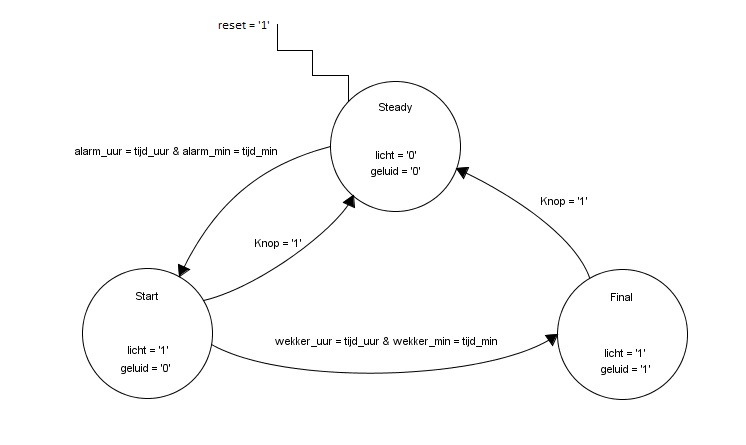 reset = '1'
Steady
licht = '0'
geluid = '0'
alarm_uur = tijd_uur & alarm_min = tijd_min
Knop = '1'
Knop = '1'
Start
licht = '1'
geluid = '0'
wekker_uur = tijd_uur & wekker_min = tijd_min
Final
licht = '1'
geluid = '1'